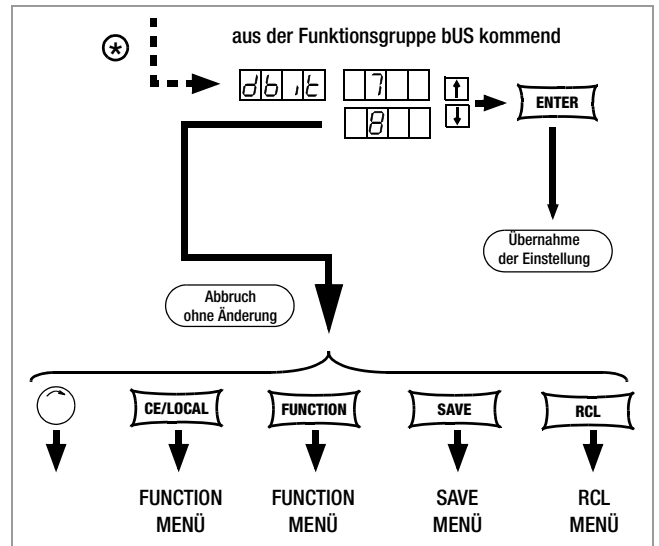 aus der Funktionsgruppe bUS kommend
dbit 7
8
ENTER
Übernahme
der Einstellung
Abbruch
ohne Änderung
CE/LOCAL FUNCTION SAVE RCL
FUNCTION FUNCTION SAVE RCL
MENÜ MENÜ MENÜ MENÜ